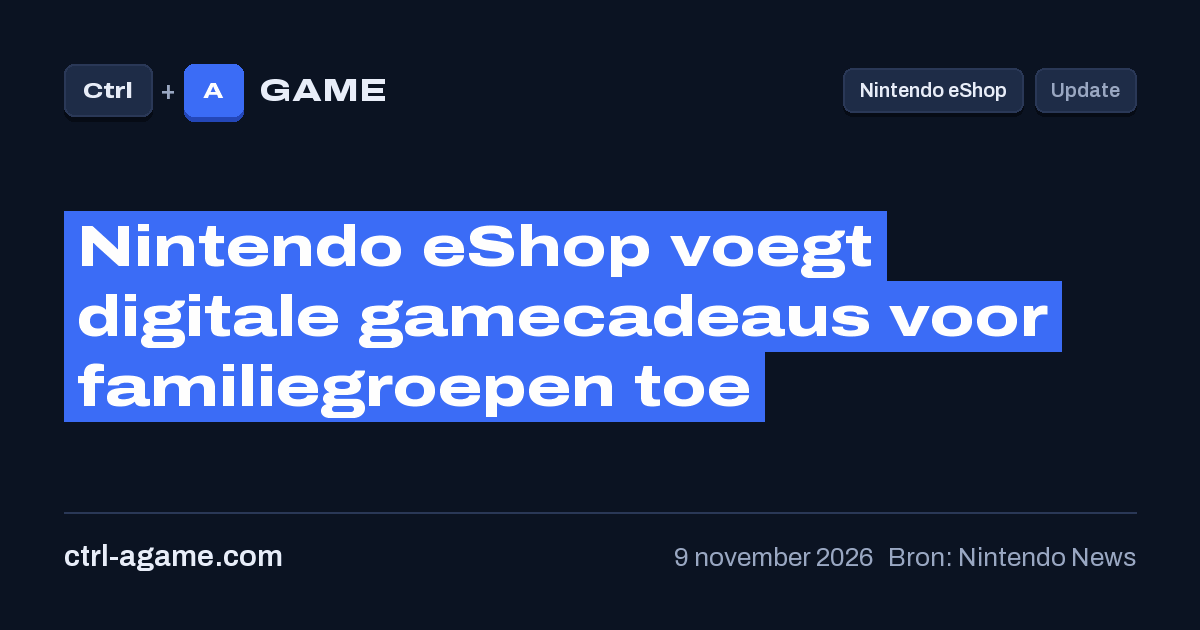 Ctrl + A GAME
Nintendo eShop Update
Nintendo eShop voegt
digitale gamecadeaus voor
familiegroepen toe
ctrl-agame.com
9 november 2026 Bron: Nintendo News